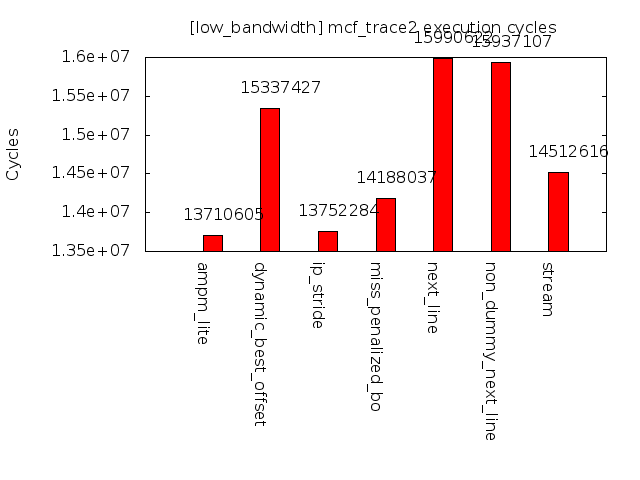 [low_bandwidth] mcf_trace2 execution cycles
15937107
1.6e+07
1.55e+07
15337427
1.5e+07
Cycles
1.45e+07
14512616
14188037
1.4e+07
13710605
13752284
1.35e+07
ampm_lite
dynamic_best_offset
ip_stride
miss_penalized_bo
next_line
non_dummy_next_line
stream